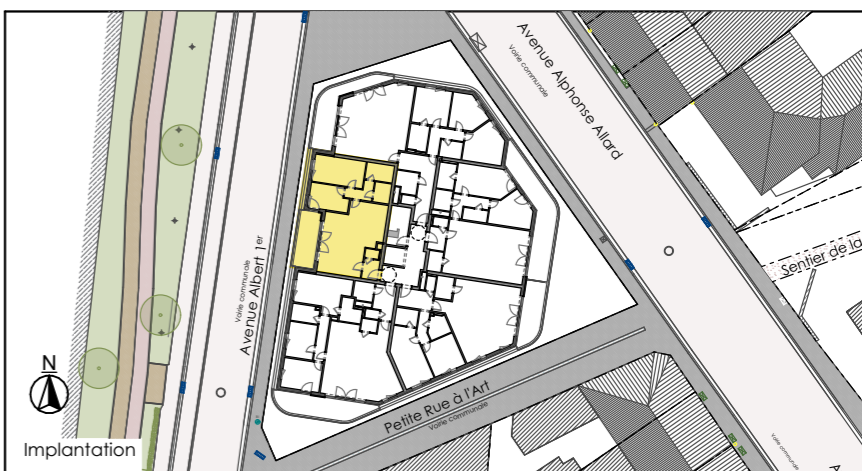 Avenue Alphonse Allard
Voirie communale
Avenue Albert 1er
Voirie communale
Sentier de la
Petite Rue à l'Art
Voirie communale
N
Implantation